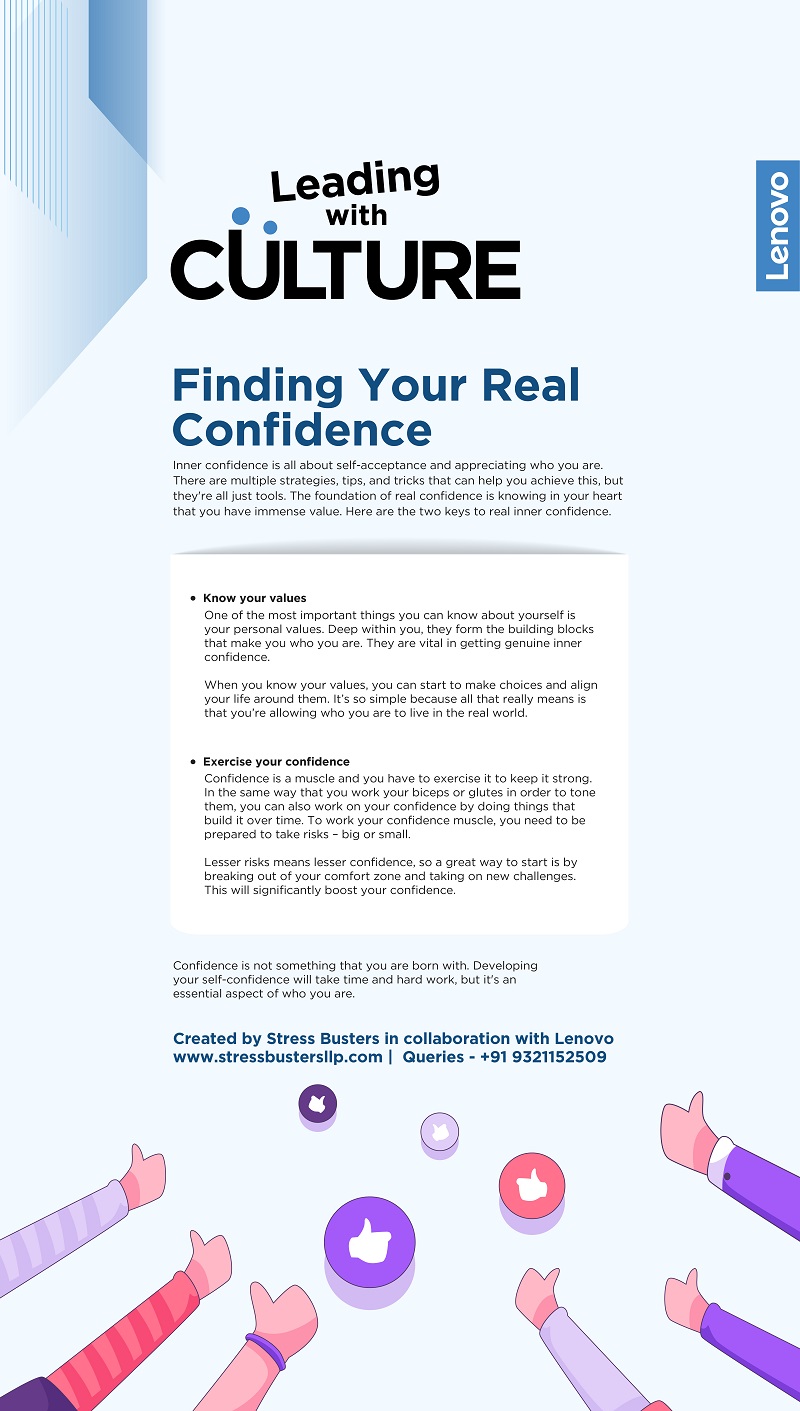 Leading
with
CÜLTURE
Lenovo
Finding Your Real
Confidence
Inner confidence is all about self-acceptance and appreciating who you are.
There are multiple strategies, tips, and tricks that can help you achieve this, but
they're all just tools. The foundation of real confidence is knowing in your heart
that you have immense value. Here are the two keys to real inner confidence.
• Know your values
One of the most important things you can know about yourself is
your personal values. Deep within you, they form the building blocks
that make you who you are. They are vital in getting genuine inner
confidence.
When you know your values, you can start to make choices and align
your life around them. It's so simple because all that really means is
that you're allowing who you are to live in the real world.
• Exercise your confidence
Confidence is a muscle and you have to exercise it to keep it strong.
In the same way that you work your biceps or glutes in order to tone
them, you can also work on your confidence by doing things that
build it over time. To work your confidence muscle, you need to be
prepared to take risks – big or small.
Lesser risks means lesser confidence, so a great way to start is by
breaking out of your comfort zone and taking on new challenges.
This will significantly boost your confidence.
Confidence is not something that you are born with. Developing
your self-confidence will take time and hard work, but it's an
essential aspect of who you are.
Created by Stress Busters in collaboration with Lenovo
www.stressbustersllp.com | Queries - +91 9321152509